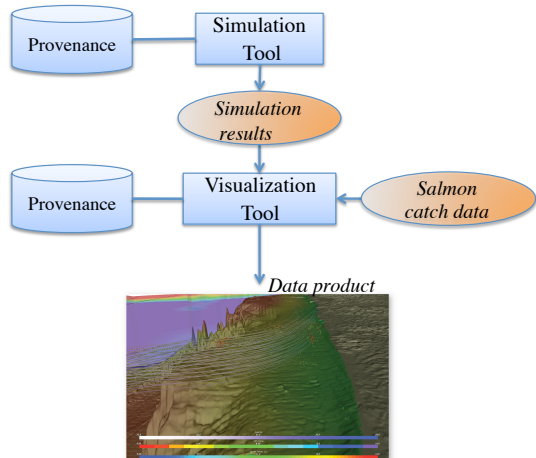 Provenance
Simulation
Tool
Simulation
results
Provenance
Visualization
Tool
Salmon
catch data
Data product